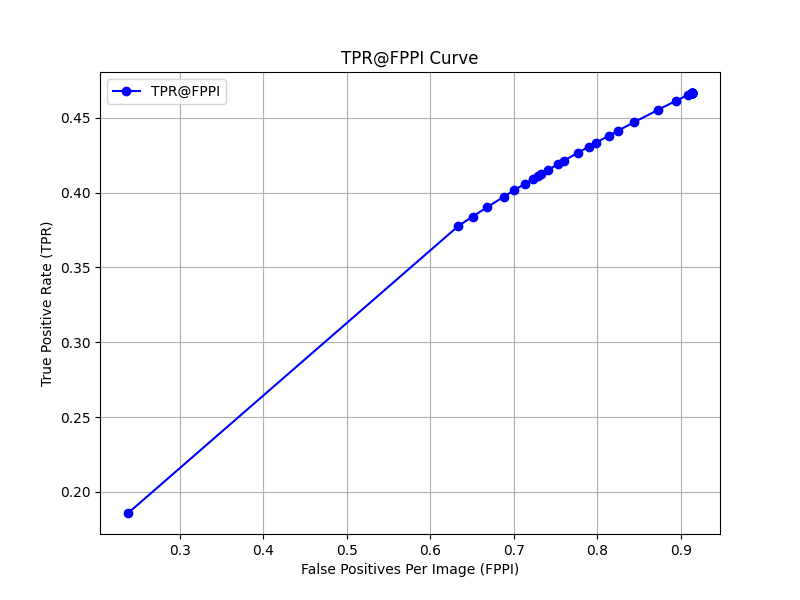 TPR@FPPI Curve
TPR@FPPI
True Positive Rate (TPR)
0.45
0.40
0.35
0.30
0.25
0.20
0.3 0.4 0.5 0.6 0.7 0.8 0.9
False Positives Per Image (FPPI)